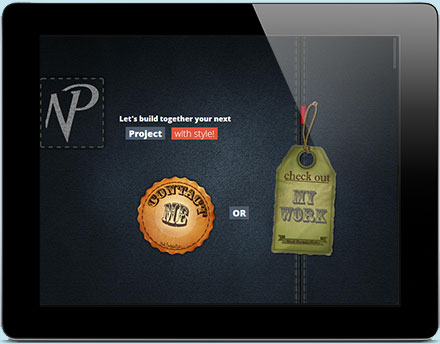 NP
Let's build together your next
Project with style!
CONTACT
ME
OR
check out
MY
WORK